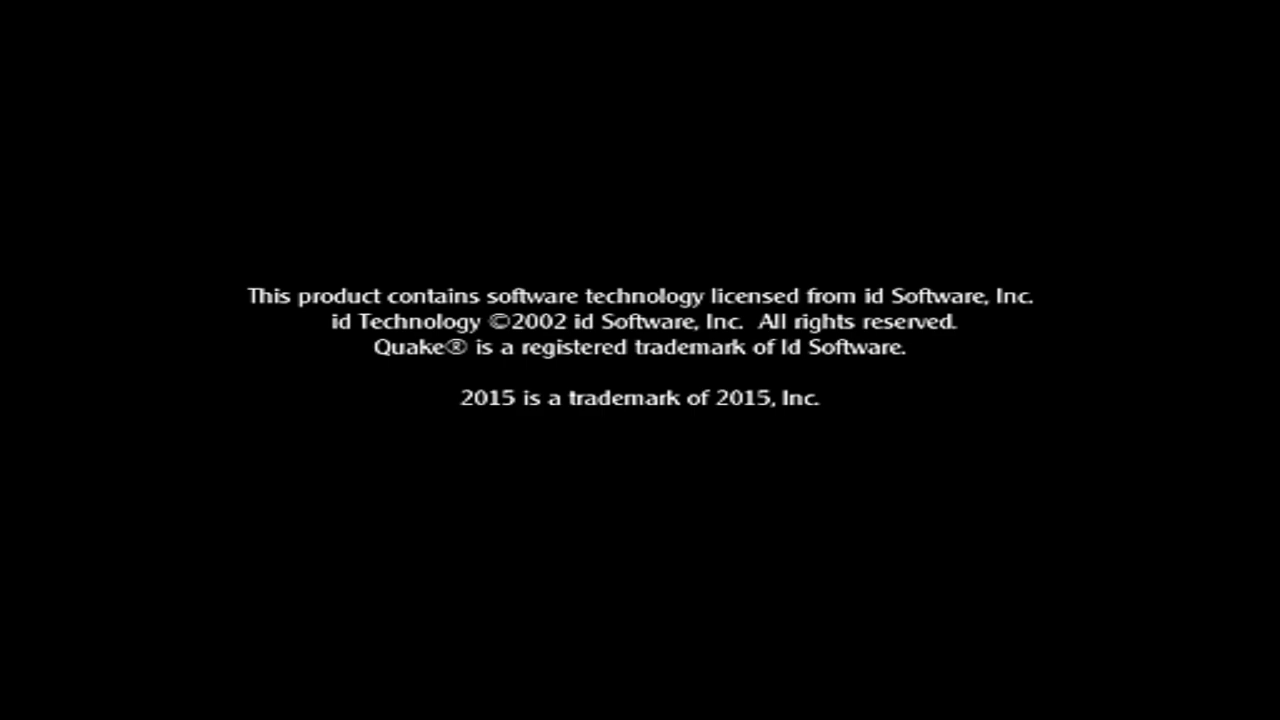 This product contains software technology licensed from id Software, Inc.
id Technology ©2002 id Software, Inc.  All rights reserved.
Quake® is a registered trademark of Id Software.
2015 is a trademark of 2015, Inc.